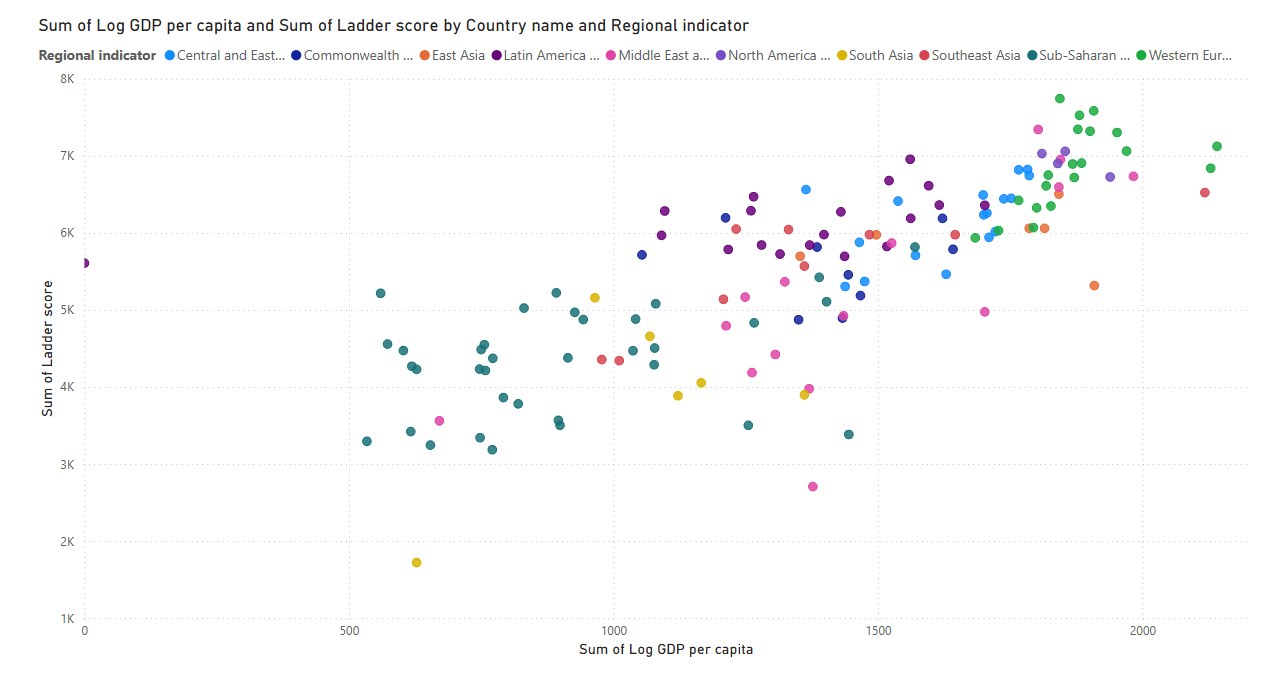 Sum of Log GDP per capita and Sum of Ladder score by Country name and Regional indicator
Regional indicator Central and East... Commonwealth ... East Asia Latin America ... Middle East a... North America ... South Asia Southeast Asia Sub-Saharan ... Western Eur...
8K
7K
6K
5K
4K
3K
2K
1K
Sum of Ladder score
0 500 1000 1500 2000
Sum of Log GDP per capita